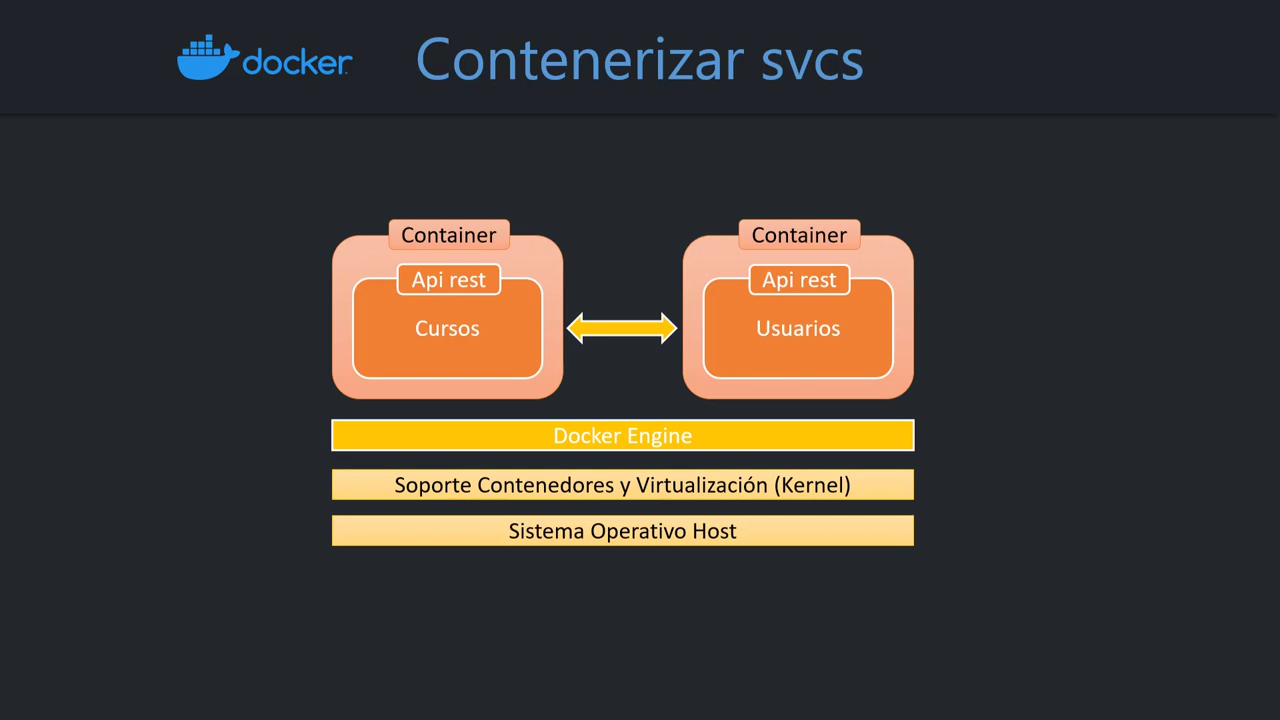 docker
Contenerizar svcs
Container
Container
Api rest
Api rest
Cursos
Usuarios
Docker Engine
Soporte Contenedores y Virtualización (Kernel)
Sistema Operativo Host